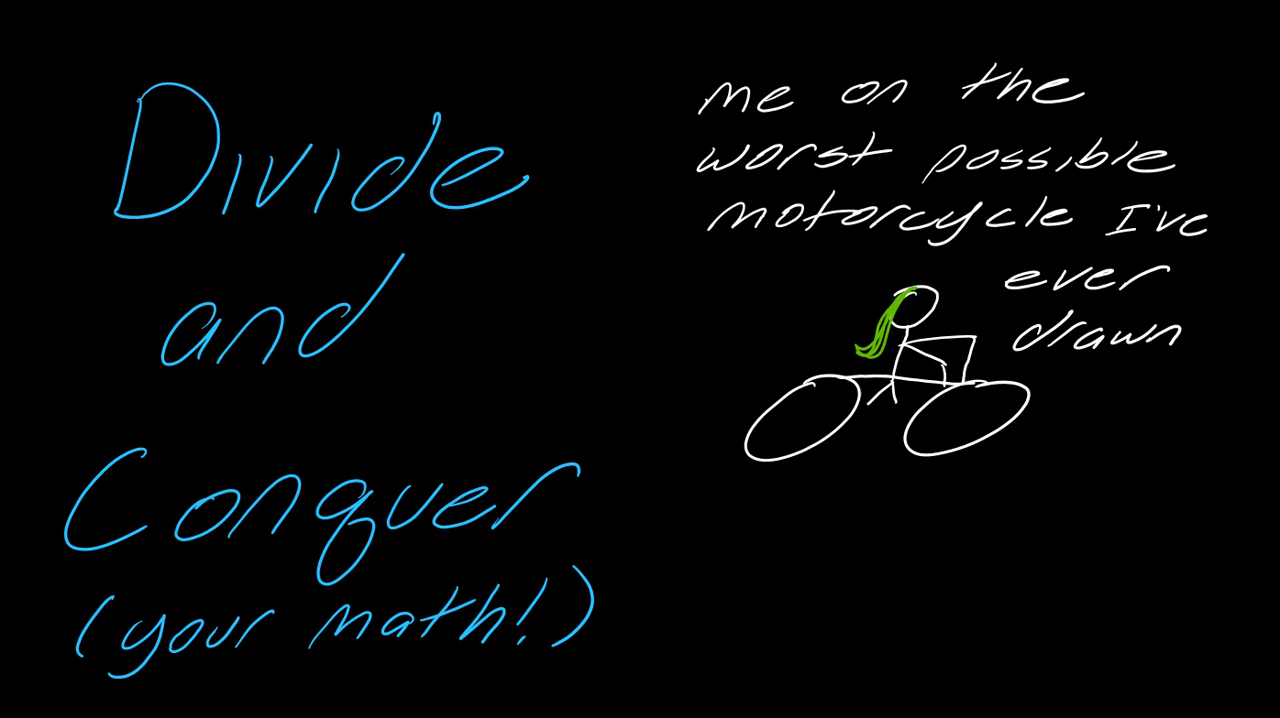 Divide
and
Conquer
(your math!)
me on the
worst possible
motorcycle I've
ever
drawn